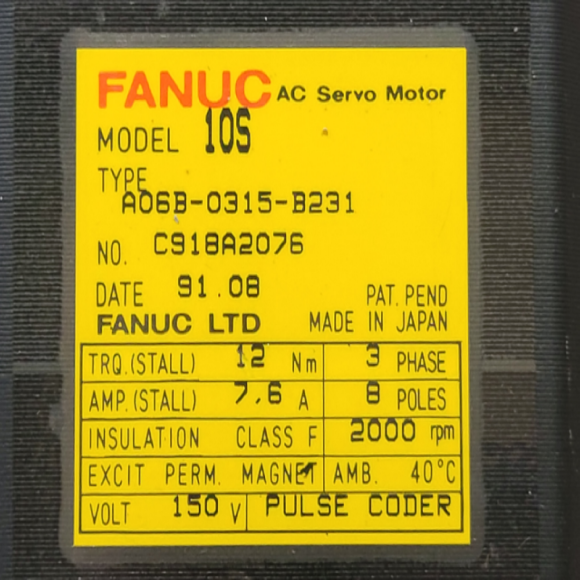 FANUC AC Servo Motor
MODEL 10S
TYPE
A06B-0315-B231
NO. C918A2076
DATE 91.08
PAT. PEND
FANUC LTD MADE IN JAPAN
TRQ.(STALL) 12 Nm 3 PHASE
AMP.(STALL) 7,6 A 8 POLES
INSULATION CLASS F 2000 rpm
EXCIT PERM. MAGNET AMB. 40°C
VOLT 150 V PULSE CODER